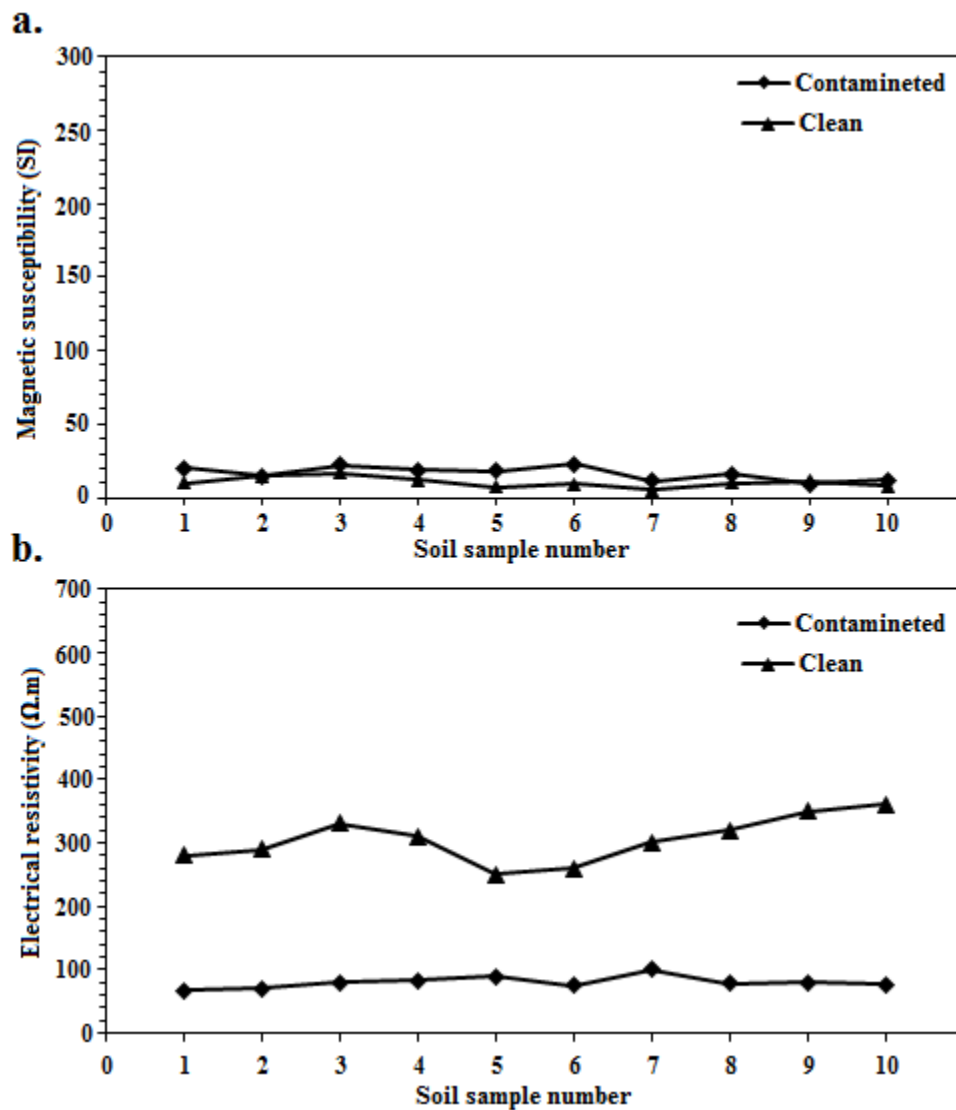 a.
300
250
200
150
100
50
0
Magnetic susceptibility (SI)
Contamineted
Clean
0 1 2 3 4 5 6 7 8 9 10
Soil sample number
b.
700
600
500
400
300
200
100
0
Electrical resistivity (Ω.m)
Contamineted
Clean
0 1 2 3 4 5 6 7 8 9 10
Soil sample number